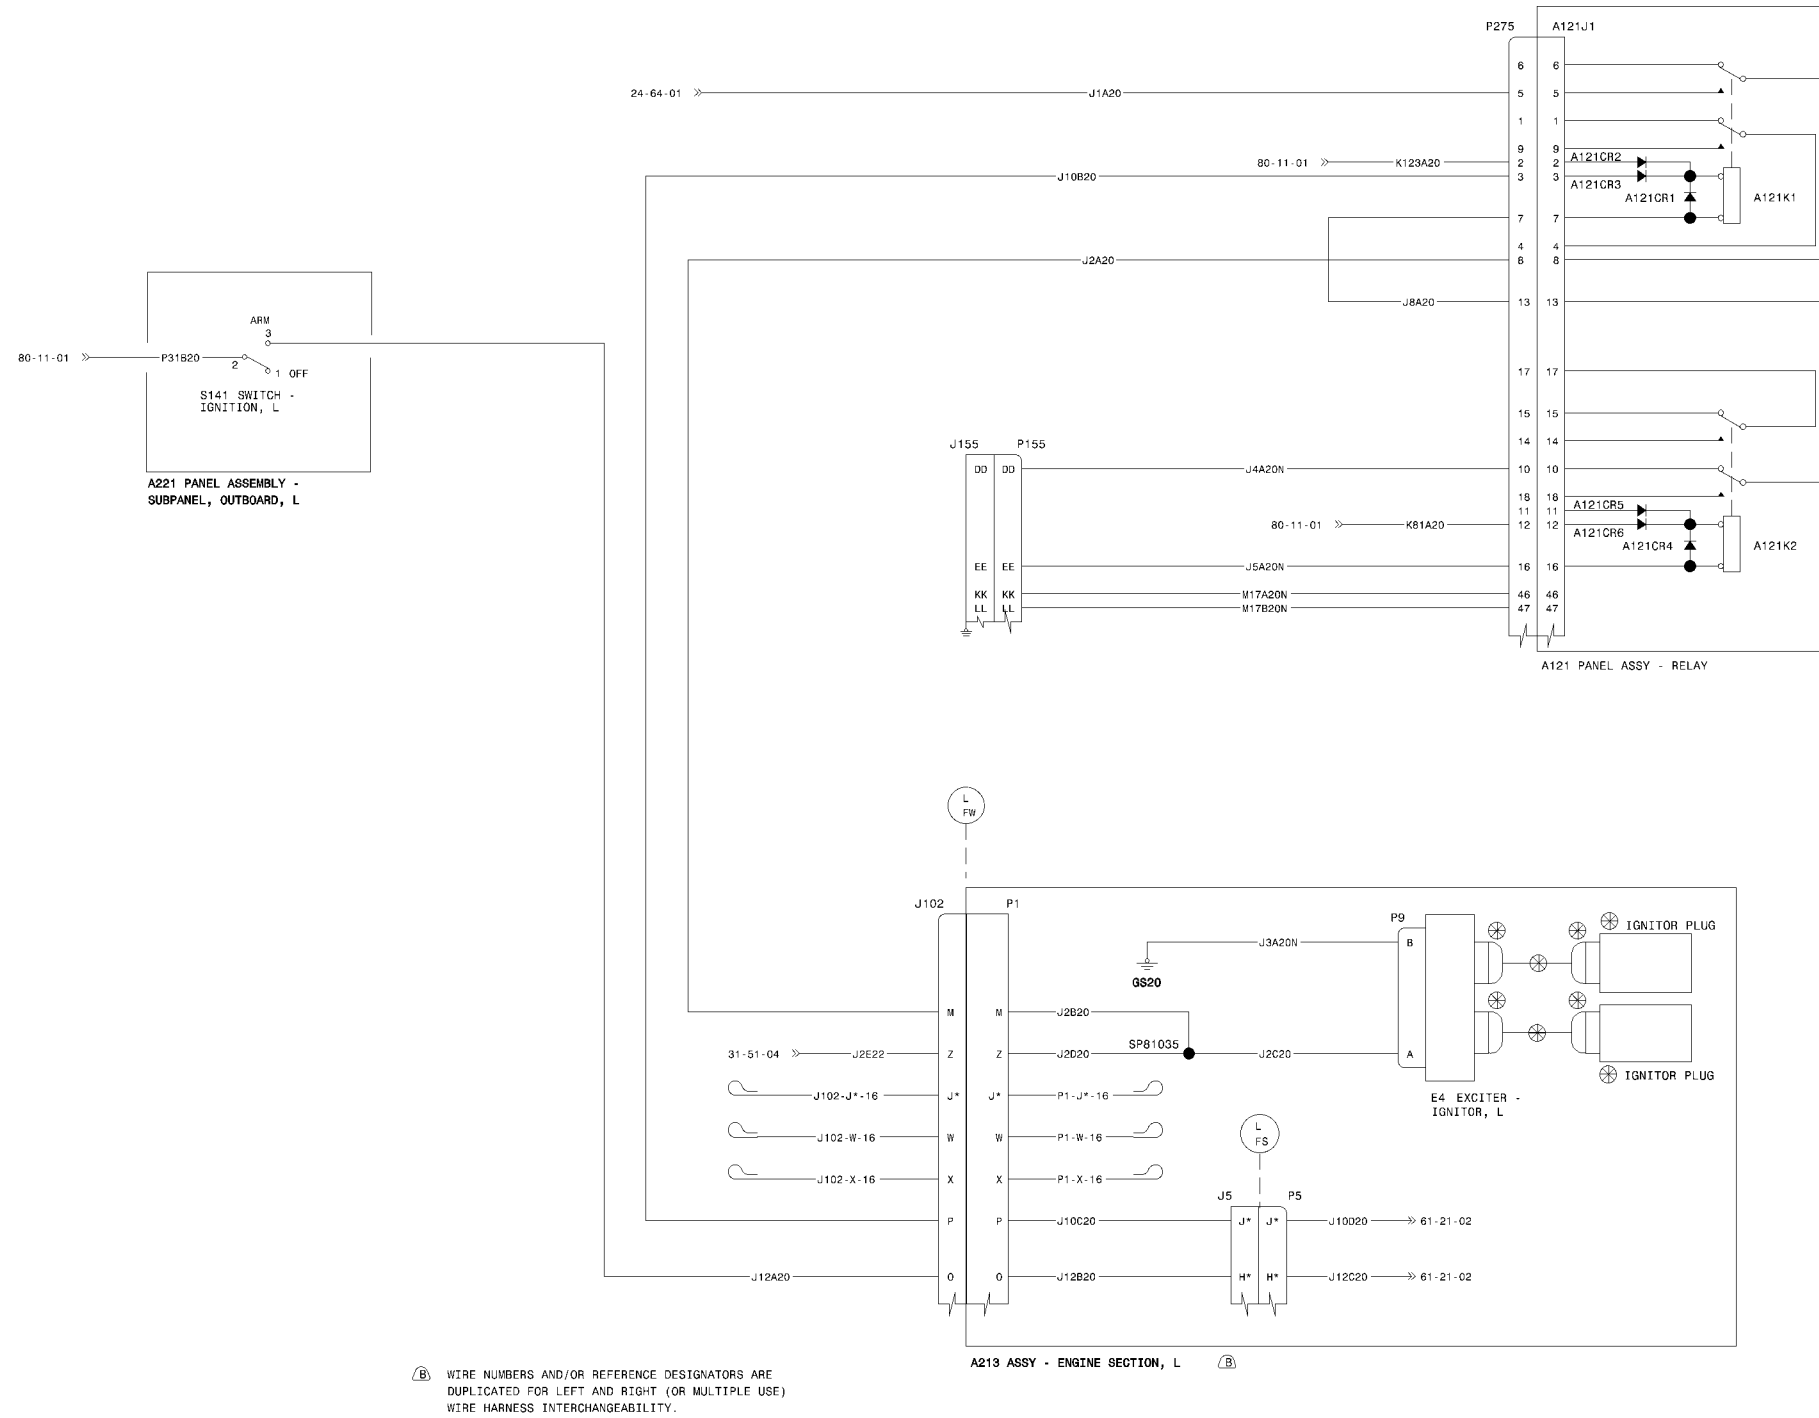 P275 A121J1
6 6
24-64-01 J1A20 5 5
1 1
9 9
80-11-01 K123A20 2 2 A121CR2
J10B20 3 3 A121CR3
A121CR1 A121K1
7 7
4 4
J2A20 8 8
J8A20 13 13
ARM
3
80-11-01 P31B20 2
1 OFF
S141 SWITCH -
IGNITION, L
A221 PANEL ASSEMBLY -
SUBPANEL, OUTBOARD, L
17 17
15 15
14 14
J155 P155
DD DD J4A20N 10 10
18 18
11 11 A121CR5
80-11-01 K81A20 12 12 A121CR6
A121CR4 A121K2
EE EE J5A20N 16 16
KK KK M17A20N 46 46
LL LL M17B20N 47 47
A121 PANEL ASSY - RELAY
L
FW
J102 P1
P9
IGNITOR PLUG
J3A20N B
GS20
M M J2B20
SP81035
31-51-04 J2E22 Z Z J2D20 J2C20 A
IGNITOR PLUG
E4 EXCITER -
IGNITOR, L
J102-J*-16 J* J* P1-J*-16
J102-W-16 W W P1-W-16
L
FS
J102-X-16 X X P1-X-16
J5 P5
P P J10C20 J* J* J10D20 61-21-02
J12A20 O O J12B20 H* H* J12C20 61-21-02
A213 ASSY - ENGINE SECTION, L B
B WIRE NUMBERS AND/OR REFERENCE DESIGNATORS ARE
DUPLICATED FOR LEFT AND RIGHT (OR MULTIPLE USE)
WIRE HARNESS INTERCHANGEABILITY.